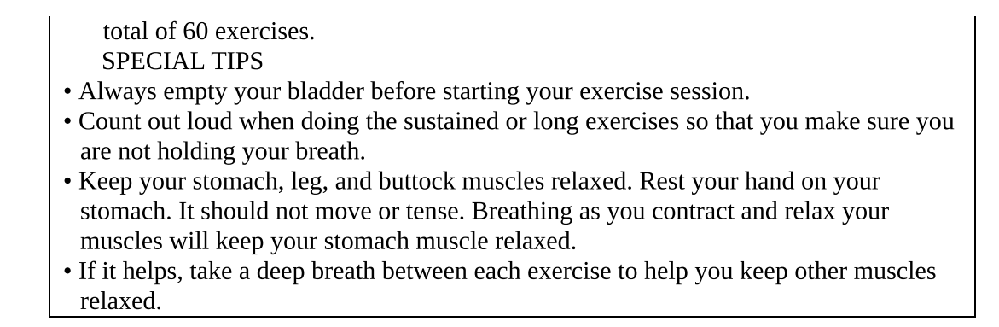 total of 60 exercises.
SPECIAL TIPS
• Always empty your bladder before starting your exercise session.
• Count out loud when doing the sustained or long exercises so that you make sure you
are not holding your breath.
• Keep your stomach, leg, and buttock muscles relaxed. Rest your hand on your
stomach. It should not move or tense. Breathing as you contract and relax your
muscles will keep your stomach muscle relaxed.
• If it helps, take a deep breath between each exercise to help you keep other muscles
relaxed.